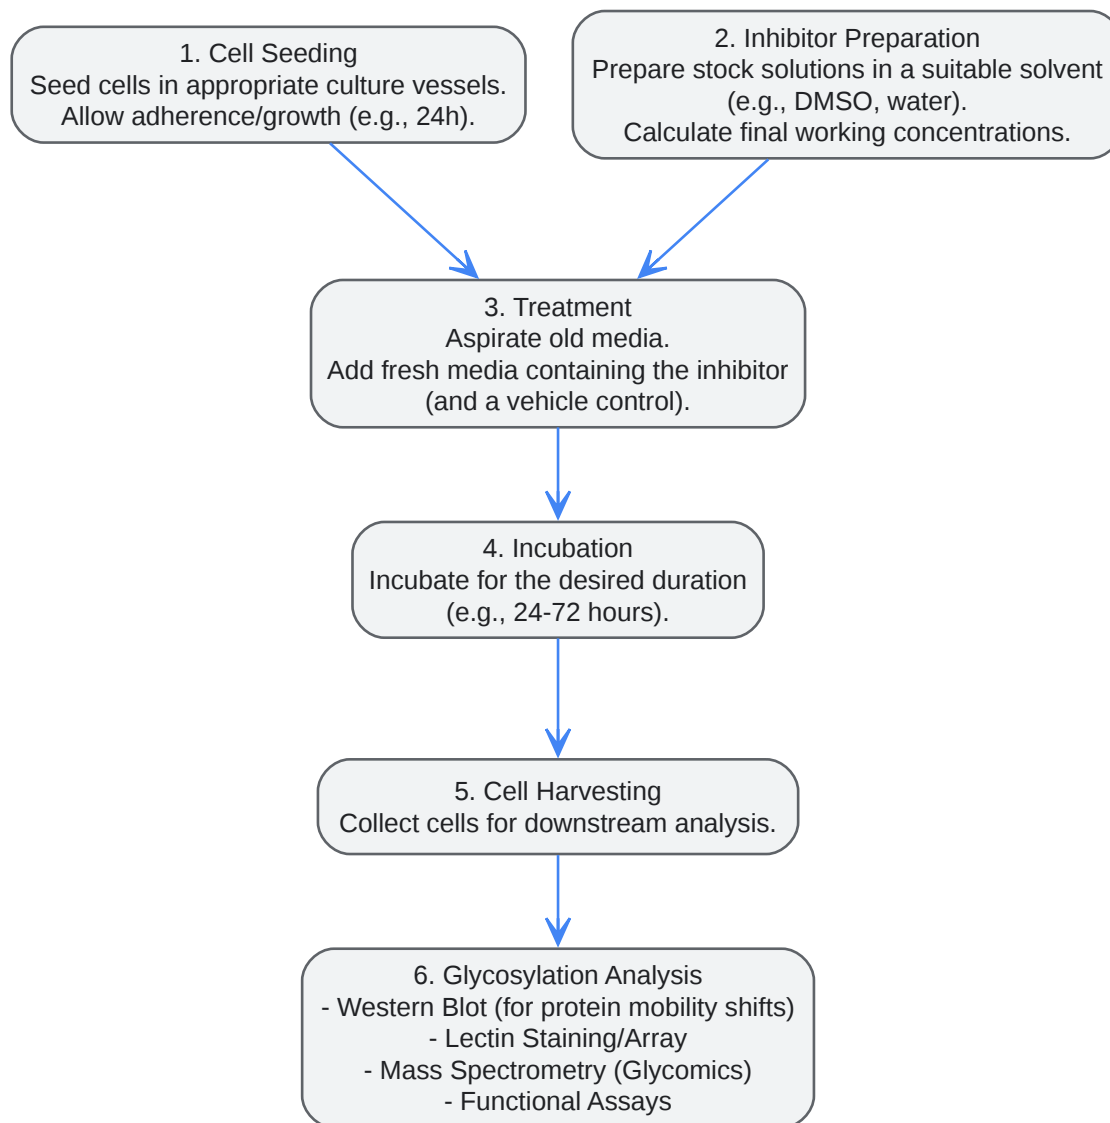 1. Cell Seeding
Seed cells in appropriate culture vessels.
Allow adherence/growth (e.g., 24h).
2. Inhibitor Preparation
Prepare stock solutions in a suitable solvent
(e.g., DMSO, water).
Calculate final working concentrations.
3. Treatment
Aspirate old media.
Add fresh media containing the inhibitor
(and a vehicle control).
4. Incubation
Incubate for the desired duration
(e.g., 24-72 hours).
5. Cell Harvesting
Collect cells for downstream analysis.
6. Glycosylation Analysis
- Western Blot (for protein mobility shifts)
- Lectin Staining/Array
- Mass Spectrometry (Glycomics)
- Functional Assays